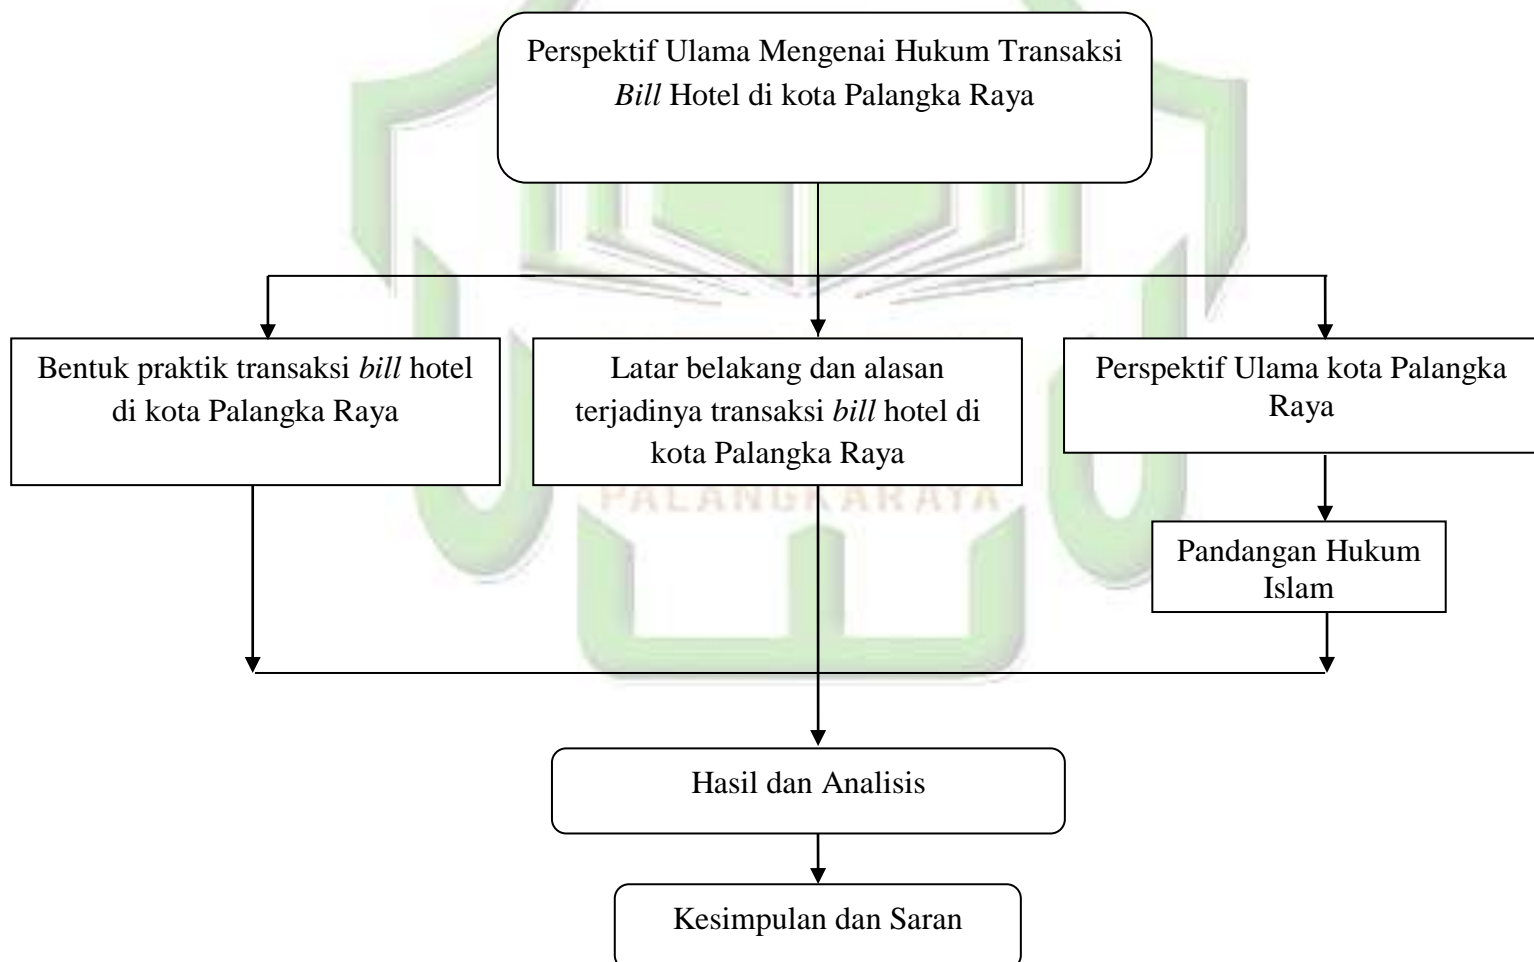 Perspektif Ulama Mengenai Hukum Transaksi
Bill Hotel di kota Palangka Raya
Bentuk praktik transaksi bill hotel
di kota Palangka Raya
Latar belakang dan alasan
terjadinya transaksi bill hotel di
kota Palangka Raya
Perspektif Ulama kota Palangka
Raya
PALANGKARAYA
Pandangan Hukum
Islam
Hasil dan Analisis
Kesimpulan dan Saran